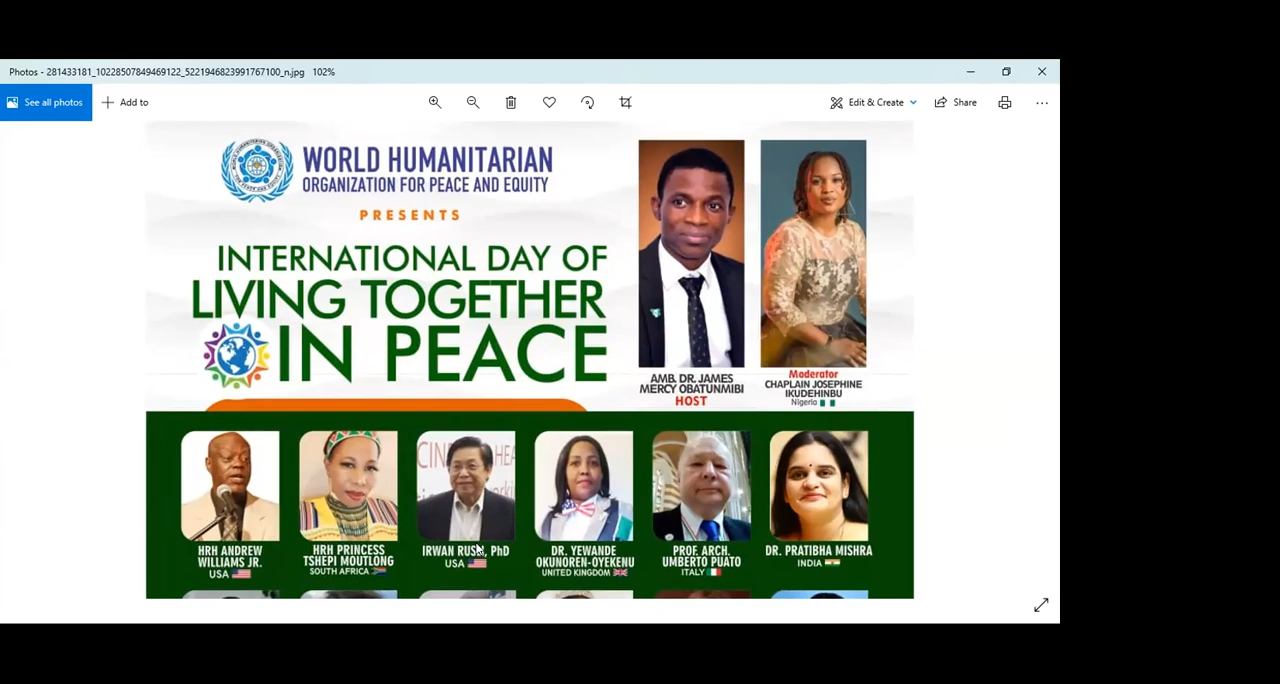 Photos - 281433181_10228507849469122_5221946823991767100_n.jpg 102%
See all photos
Add to
Edit & Create
Share
WORLD HUMANITARIAN
ORGANIZATION FOR PEACE AND EQUITY
PRESENTS
INTERNATIONAL DAY OF
LIVING TOGETHER
IN PEACE
AMB. DR. JAMES
MERCY OBATUNMIBI
HOST
Moderator
CHAPLAIN JOSEPHINE
IKUDEHINBU
Nigeria
HRH ANDREW
WILLIAMS JR.
USA
HRH PRINCESS
TSHEPI MOUTLONG
SOUTH AFRICA
IRWAN PhD
USA
DR. YEWANDE
OKUNOREN-OYEKENU
UNITED KINGDOM
PROF. ARCH.
UMBERTO PUATO
ITALY
DR. PRATIBHA MISHRA
INDIA